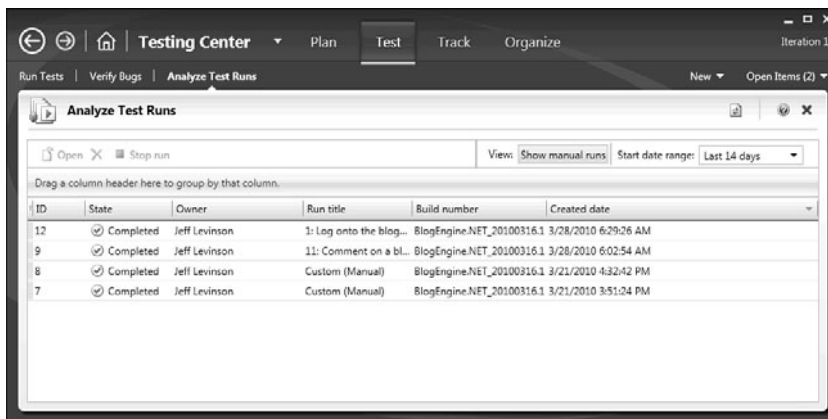 Testing Center Plan Test Track Organize Iteration 1
Run Tests | Verify Bugs | Analyze Test Runs New Open Items (2)
Analyze Test Runs
Open Stop run View: Show manual runs Start date range: Last 14 days
Drag a column header here to group by that column.
ID State Owner Run title Build number Created date
12 Completed Jeff Levinson 1: Log onto the blog... BlogEngine.NET_20100316.1 3/28/2010 6:29:26 AM
9 Completed Jeff Levinson 11: Comment on a bl... BlogEngine.NET_20100316.1 3/28/2010 6:02:54 AM
8 Completed Jeff Levinson Custom (Manual) BlogEngine.NET_20100316.1 3/21/2010 4:32:42 PM
7 Completed Jeff Levinson Custom (Manual) BlogEngine.NET_20100316.1 3/21/2010 3:51:24 PM